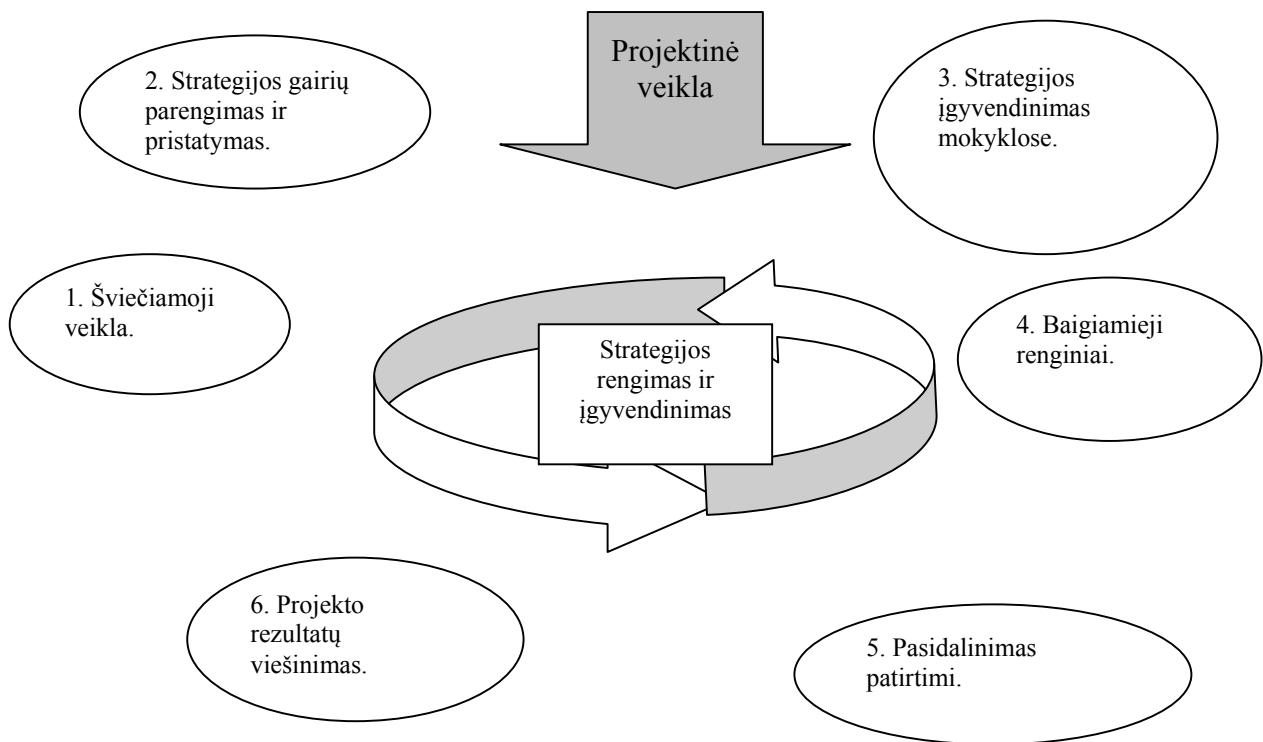 Projektinė
veikla
2. Strategijos gairių
parengimas ir
pristatymas.
3. Strategijos
įgyvendinimas
mokyklose.
1. Šviečiamoji
veikla.
Strategijos
rengimas ir
įgyvendinimas
4. Baigiamieji
renginiai.
6. Projekto
rezultatų
viešinimas.
5. Pasidalinimas
patirtimi.